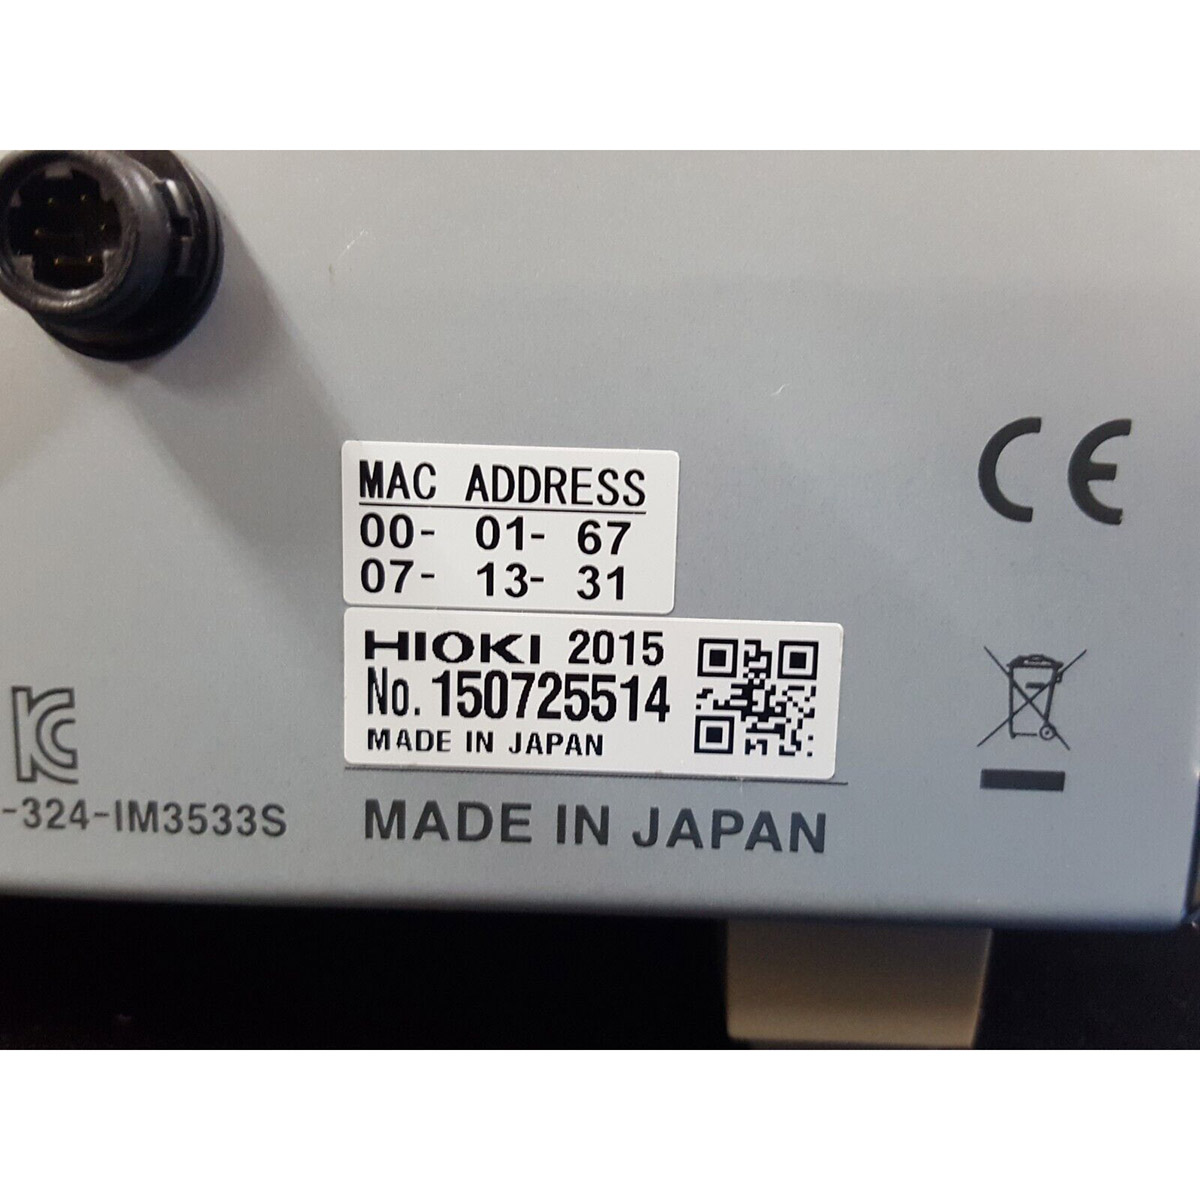 MAC ADDRESS
00- 01- 67
07- 13- 31
HIOKI 2015
No. 150725514
MADE IN JAPAN
CE
KC
-324-IM3533S
MADE IN JAPAN